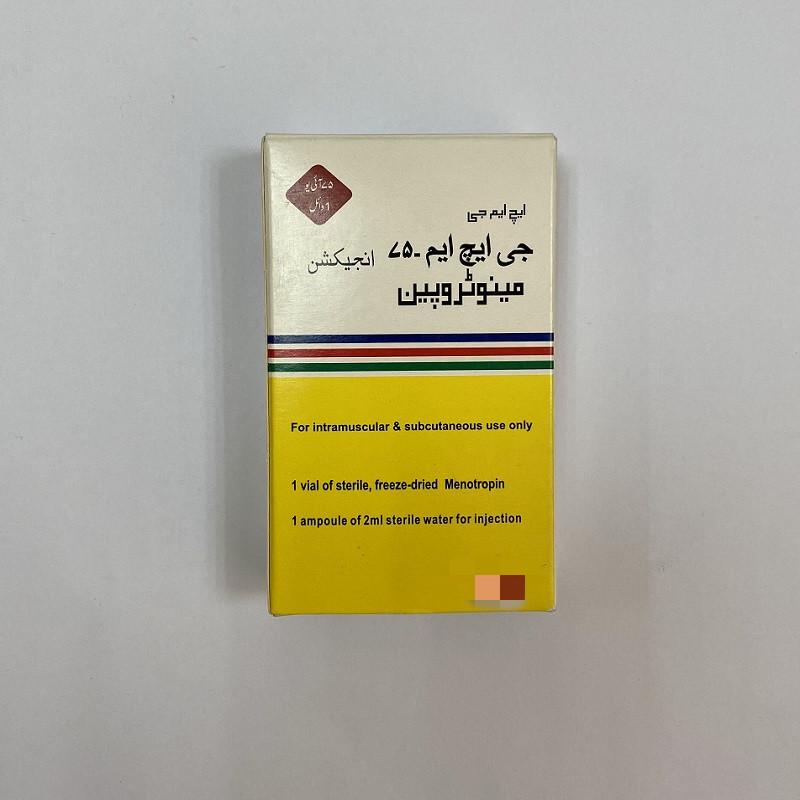 ۷۵ آئی یو
1 وائل
ایچ ایم جی
جی ایچ ایم ۔۷۵ انجیکشن
مینوٹروپین
For intramuscular & subcutaneous use only
1 vial of sterile, freeze-dried Menotropin
1 ampoule of 2ml sterile water for injection